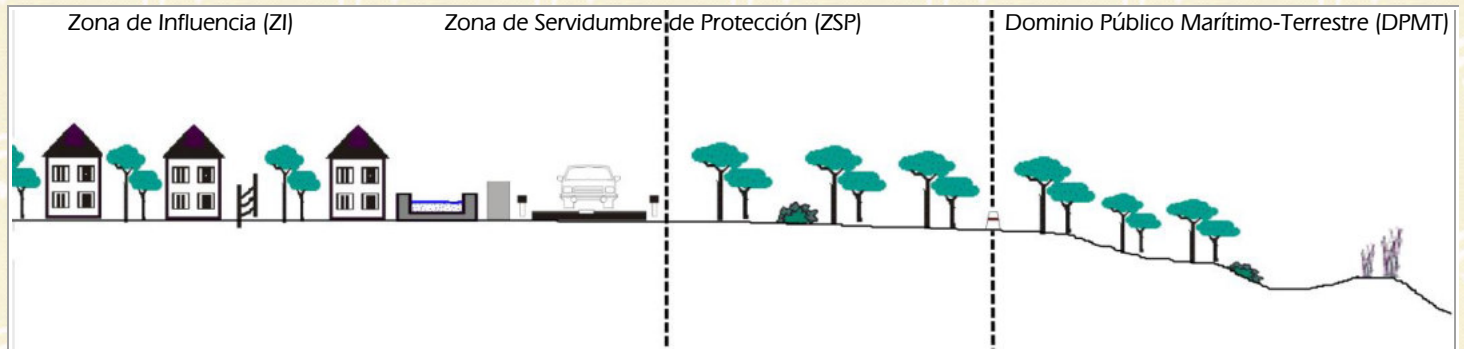 Zona de Influencia (ZI)
Zona de Servidumbre de Protección (ZSP)
Dominio Público Marítimo-Terrestre (DPMT)